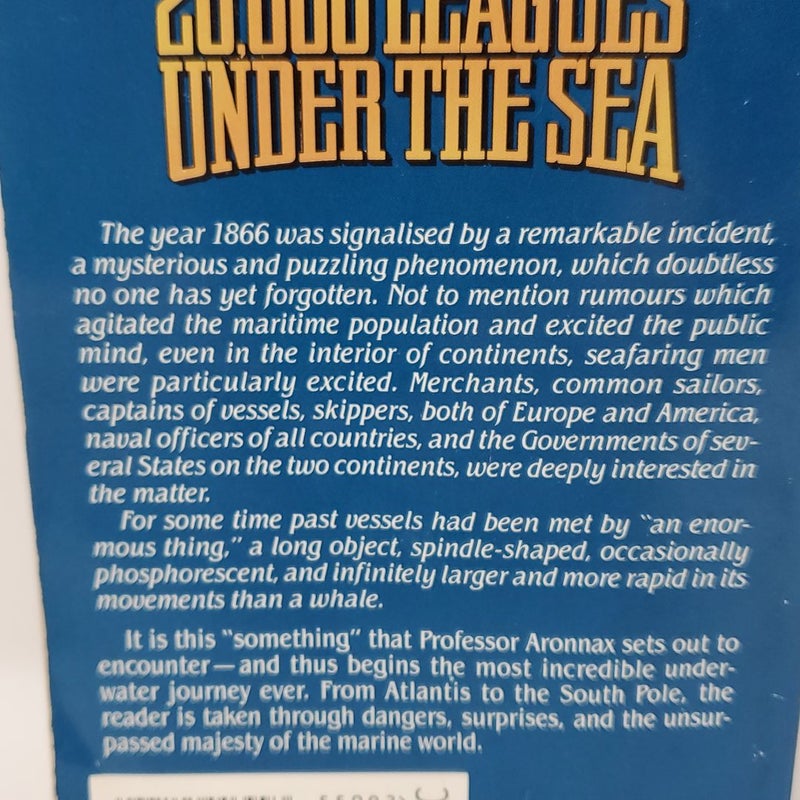 20,000 LEAGUES
UNDER THE SEA
The year 1866 was signalised by a remarkable incident,
a mysterious and puzzling phenomenon, which doubtless
no one has yet forgotten. Not to mention rumours which
agitated the maritime population and excited the public
mind, even in the interior of continents, seafaring men
were particularly excited. Merchants, common sailors,
captains of vessels, skippers, both of Europe and America,
naval officers of all countries, and the Governments of sev-
eral States on the two continents, were deeply interested in
the matter.
For some time past vessels had been met by "an enor-
mous thing," a long object, spindle-shaped, occasionally
phosphorescent, and infinitely larger and more rapid in its
movements than a whale.
It is this "something" that Professor Aronnax sets out to
encounter—and thus begins the most incredible under-
water journey ever. From Atlantis to the South Pole, the
reader is taken through dangers, surprises, and the unsur-
passed majesty of the marine world.